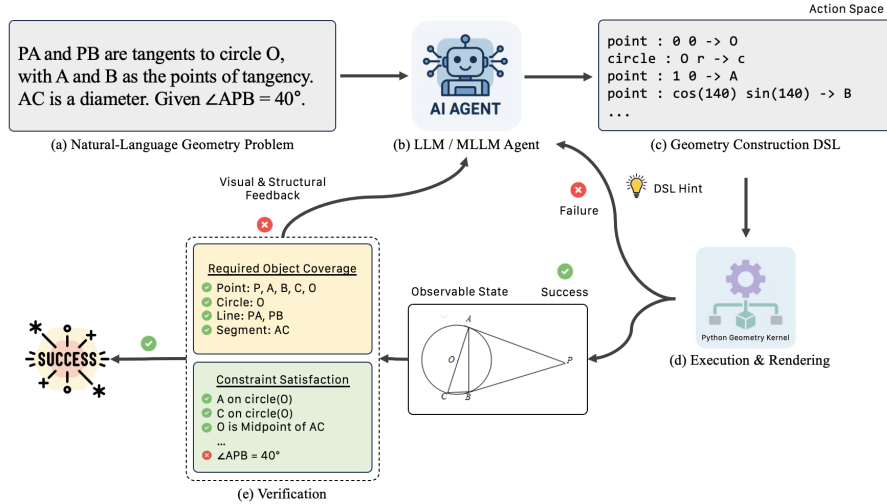 Action Space
PA and PB are tangents to circle O,
with A and B as the points of tangency.
AC is a diameter. Given ∠APB = 40°.
(a) Natural-Language Geometry Problem
AI AGENT
(b) LLM / MLLM Agent
point : 0 0 -> O
circle : O r -> c
point : 1 0 -> A
point : cos(140) sin(140) -> B
...
(c) Geometry Construction DSL
Visual & Structural
Feedback
Failure
DSL Hint
Success
Python Geometry Kernel
(d) Execution & Rendering
Observable State
A
O
P
C
B
Required Object Coverage
Point: P, A, B, C, O
Circle: O
Line: PA, PB
Segment: AC
Constraint Satisfaction
A on circle(O)
C on circle(O)
O is Midpoint of AC
...
∠APB = 40°
(e) Verification
SUCCESS